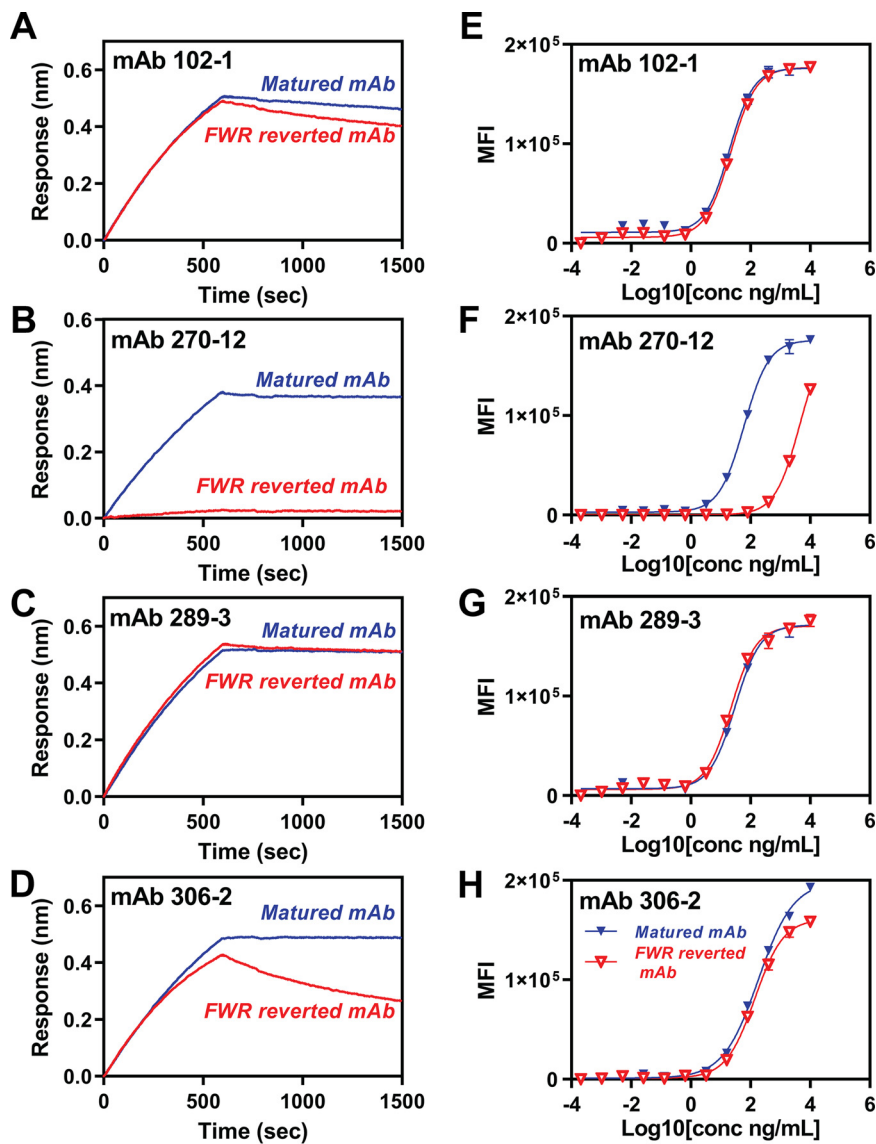 A
mAb 102-1
Matured mAb
FWR reverted mAb
Response (nm)
0.6
0.4
0.2
0.0
0
500
1000
1500
Time (sec)
E
mAb 102-1
MFI
2×10⁵
1×10⁵
0
-4
-2
0
2
4
6
Log10[conc ng/mL]
B
mAb 270-12
Matured mAb
FWR reverted mAb
Response (nm)
0.6
0.4
0.2
0.0
0
500
1000
1500
Time (sec)
F
mAb 270-12
MFI
2×10⁵
1×10⁵
0
-4
-2
0
2
4
6
Log10[conc ng/mL]
C
mAb 289-3
Matured mAb
FWR reverted mAb
Response (nm)
0.6
0.4
0.2
0.0
0
500
1000
1500
Time (sec)
G
mAb 289-3
MFI
2×10⁵
1×10⁵
0
-4
-2
0
2
4
6
Log10[conc ng/mL]
D
mAb 306-2
Matured mAb
FWR reverted mAb
Response (nm)
0.6
0.4
0.2
0.0
0
500
1000
1500
Time (sec)
H
mAb 306-2
Matured mAb
FWR reverted
mAb
MFI
2×10⁵
1×10⁵
0
-4
-2
0
2
4
6
Log10[conc ng/mL]